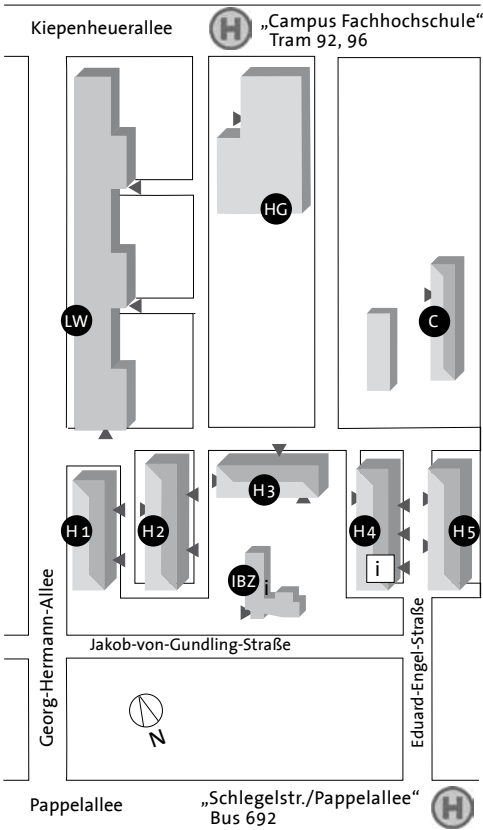 Kiepenheuerallee
H
„Campus Fachhochschule“
Tram 92, 96
HG
LW
C
H1
H2
H3
H4
H5
i
IBZ
i
Georg-Hermann-Allee
Jakob-von-Gundling-Straße
Eduard-Engel-Straße
N
Pappelallee
„Schlegelstr./Pappelallee“
Bus 692
H